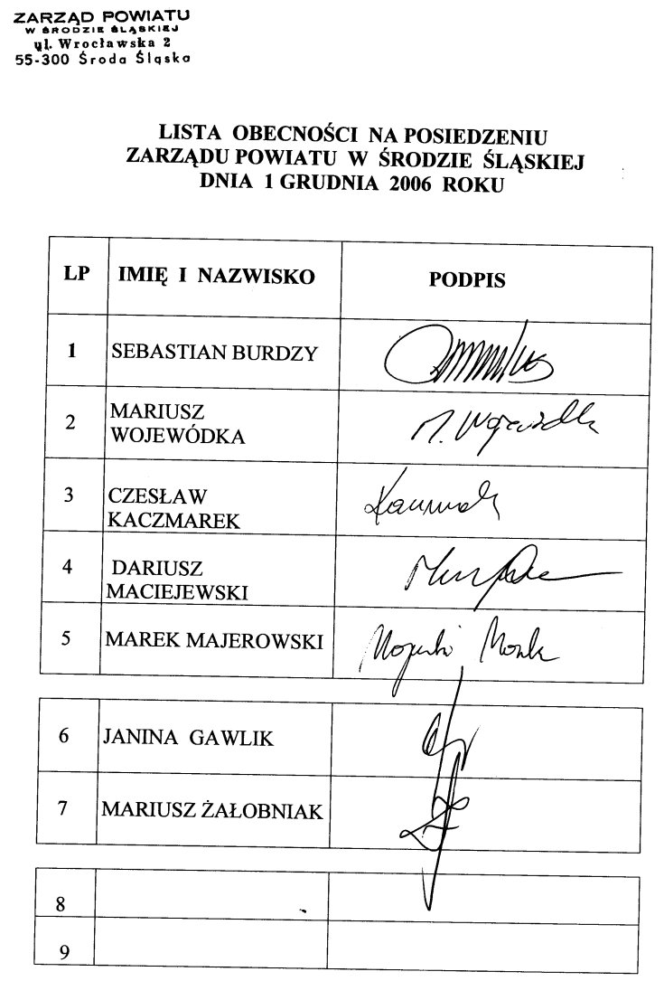 ZARZĄD POWIATU
W ŚRODZIE ŚLĄSKIEJ
ul. Wrocławska 2
55-300 Środa Śląska
LISTA OBECNOŚCI NA POSIEDZENIU
ZARZĄDU POWIATU W ŚRODZIE ŚLĄSKIEJ
DNIA 1 GRUDNIA 2006 ROKU
LP IMIĘ I NAZWISKO PODPIS
1 SEBASTIAN BURDZY
2 MARIUSZ
WOJEWÓDKA M. Wojewódka
3 CZESŁAW
KACZMAREK
4 DARIUSZ
MACIEJEWSKI
5 MAREK MAJEROWSKI
6 JANINA GAWLIK
7 MARIUSZ ŻAŁOBNIAK
8
9